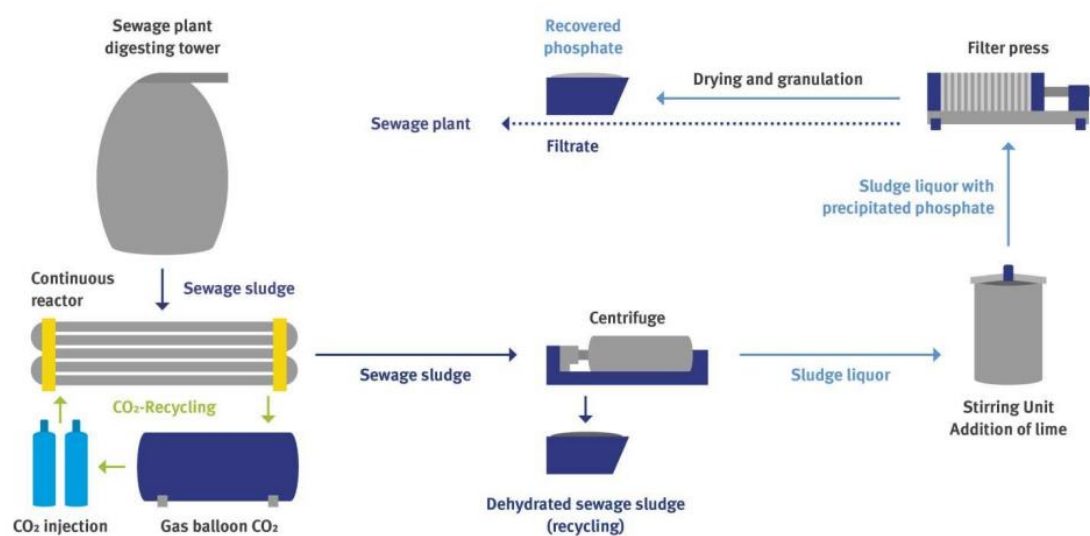 Sewage plant
digesting tower
Recovered
phosphate
Filter press
Drying and granulation
Sewage plant
Filtrate
Sludge liquor with
precipitated phosphate
Continuous
reactor
Sewage sludge
Centrifuge
Sewage sludge
Sludge liquor
CO₂-Recycling
Stirring Unit
Addition of lime
Dehydrated sewage sludge
(recycling)
CO₂ injection
Gas balloon CO₂